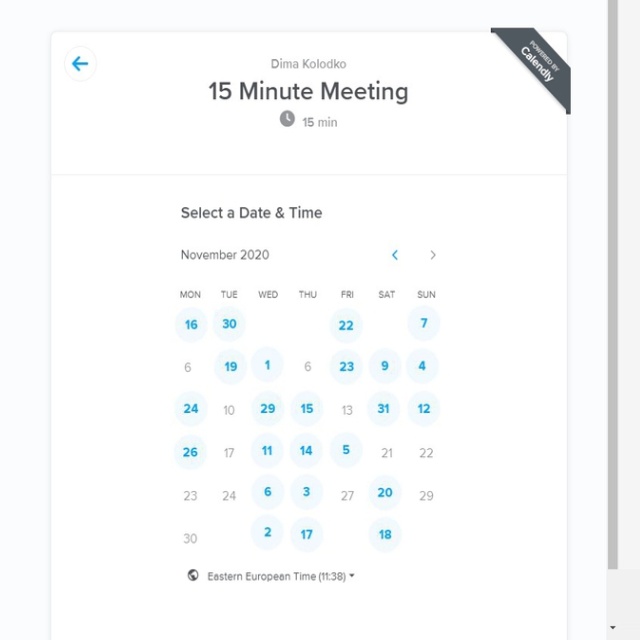 POWERED BY
Calendly
Dima Kolodko
15 Minute Meeting
15 min
Select a Date & Time
November 2020
MON TUE WED THU FRI SAT SUN
16 30 22 7
6 19 1 6 23 9 4
24 10 29 15 13 31 12
26 17 11 14 5 21 22
23 24 6 3 27 20 29
30 2 17 18
Eastern European Time (11:38)